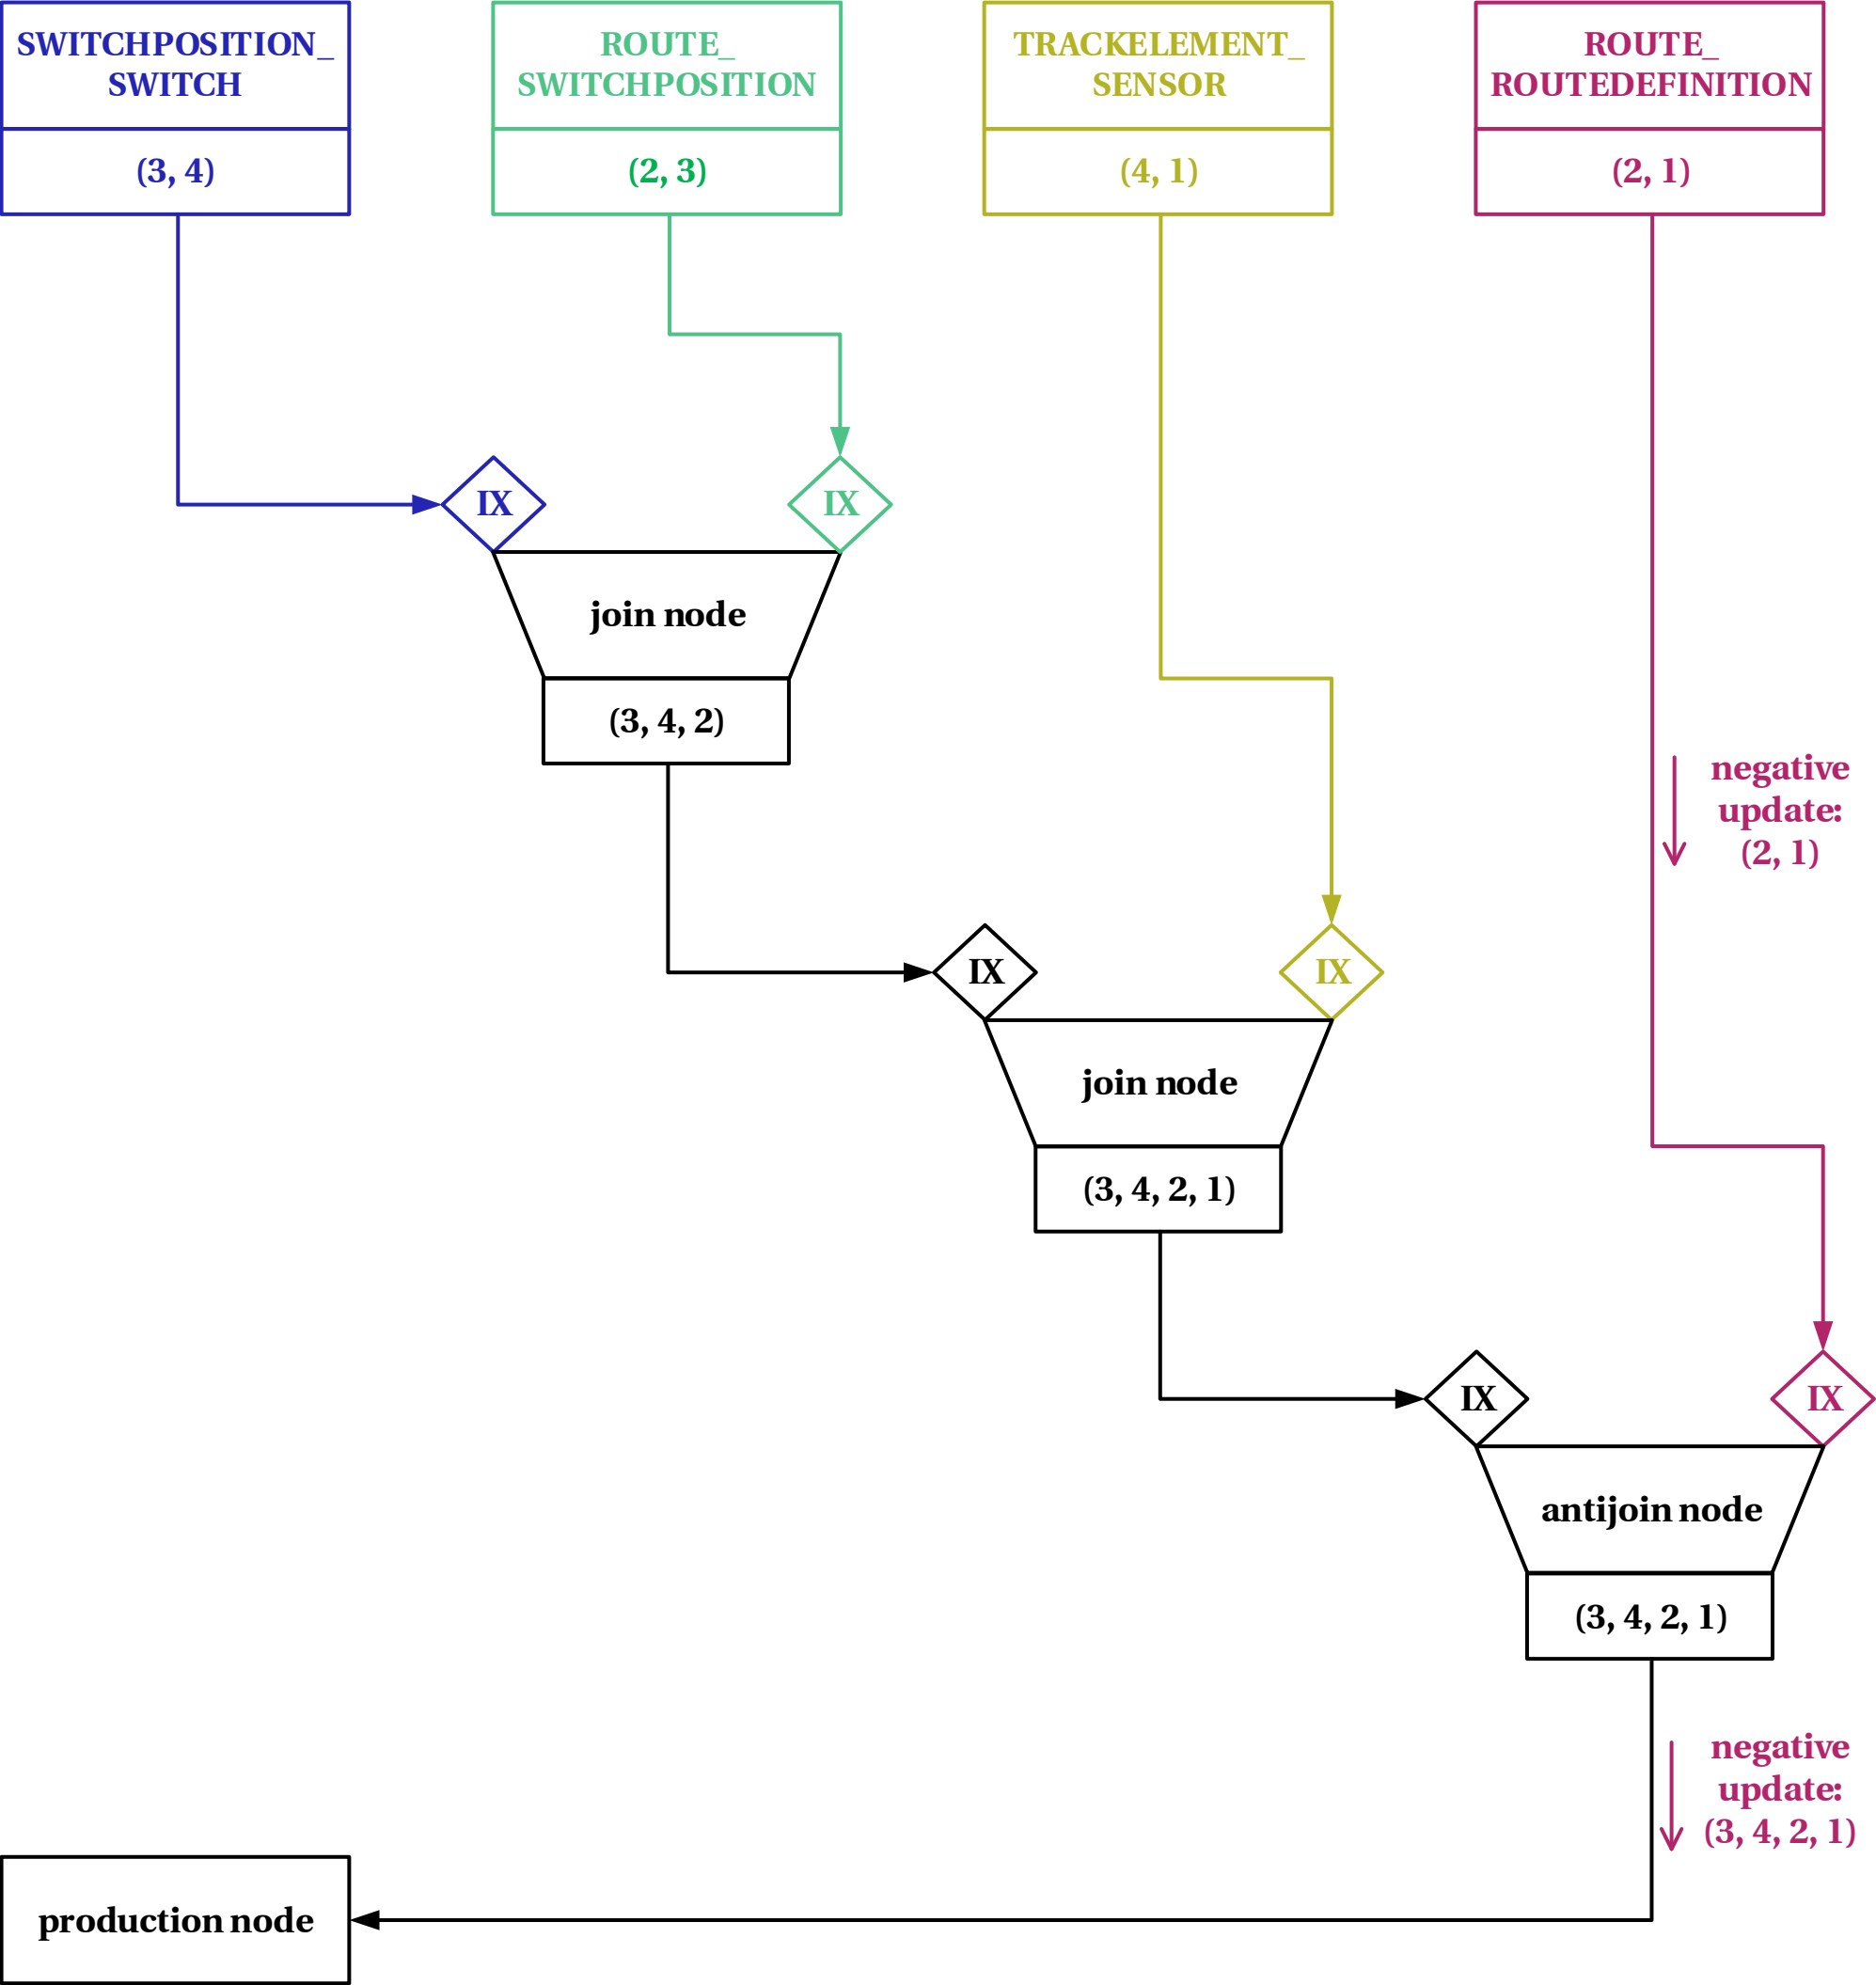 SWITCHPOSITION_
SWITCH
(3, 4)
ROUTE_
SWITCHPOSITION
(2, 3)
TRACKELEMENT_
SENSOR
(4, 1)
ROUTE_
ROUTEDEFINITION
(2, 1)
IX
IX
join node
(3, 4, 2)
negative
update:
(2, 1)
IX
IX
join node
(3, 4, 2, 1)
IX
IX
antijoin node
(3, 4, 2, 1)
negative
update:
(3, 4, 2, 1)
production node